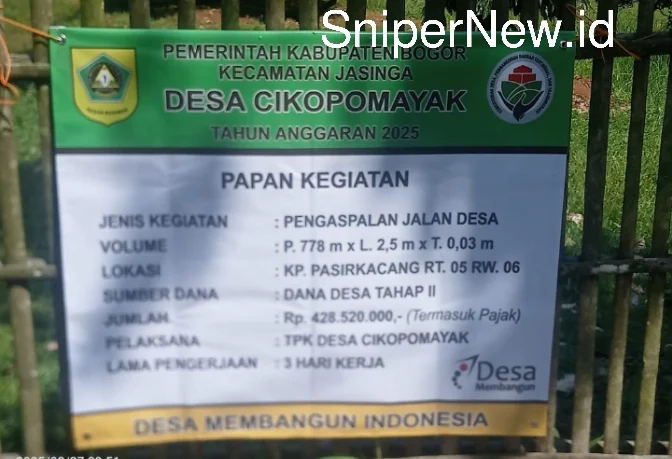 SniperNew.id
PEMERINTAH KABUPATEN BOGOR
KECAMATAN JASINGA
DESA CIKOPOMAYAK
TAHUN ANGGARAN 2025
PAPAN KEGIATAN
JENIS KEGIATAN : PENGASPALAN JALAN DESA
VOLUME : P. 778 m x L. 2,5 m x T. 0,03 m
LOKASI : KP. PASIRKACANG RT. 05 RW. 06
SUMBER DANA : DANA DESA TAHAP II
JUMLAH : Rp. 428.520.000,- (Termasuk Pajak)
PELAKSANA : TPK DESA CIKOPOMAYAK
LAMA PENGERJAAN : 3 HARI KERJA
Desa
Membangun
DESA MEMBANGUN INDONESIA